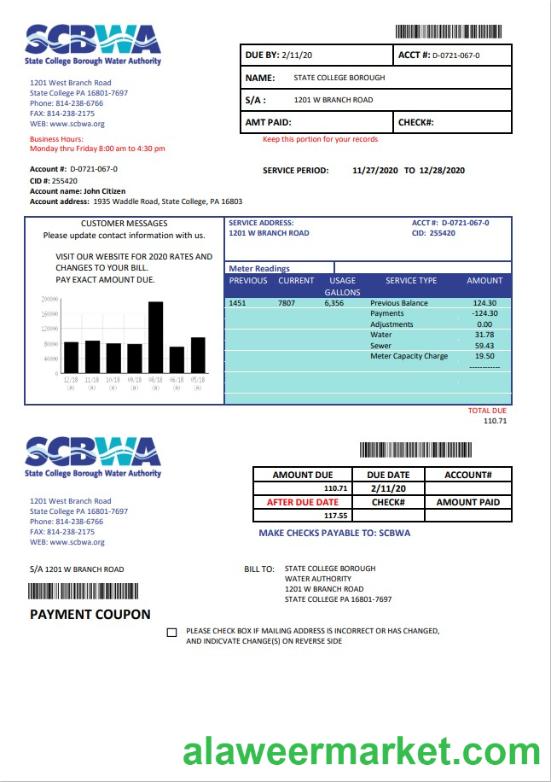 SCBWA
State College Borough Water Authority
1201 West Branch Road
State College PA 16801-7697
Phone: 814-238-6766
FAX: 814-238-2175
WEB: www.scbwa.org
Business Hours:
Monday thru Friday 8:00 am to 4:30 pm
DUE BY: 2/11/20 ACCT #: D-0721-067-0
NAME: STATE COLLEGE BOROUGH
S/A : 1201 W BRANCH ROAD
AMT PAID: CHECK#:
Keep this portion for your records
Account #: D-0721-067-0
CID #: 255420
Account name: John Citizen
Account address: 1935 Waddle Road, State College, PA 16803
SERVICE PERIOD: 11/27/2020 TO 12/28/2020
CUSTOMER MESSAGES
Please update contact information with us.
VISIT OUR WEBSITE FOR 2020 RATES AND
CHANGES TO YOUR BILL.
PAY EXACT AMOUNT DUE.
200000
160000
120000
80000
40000
0
12/18 11/18 10/18 09/18 08/18 06/18 05/18
SERVICE ADDRESS: ACCT #: D-0721-067-0
1201 W BRANCH ROAD CID: 255420
Meter Readings
PREVIOUS CURRENT USAGE SERVICE TYPE AMOUNT
GALLONS
1451 7807 6,356 Previous Balance 124.30
Payments -124.30
Adjustments 0.00
Water 31.78
Sewer 59.43
Meter Capacity Charge 19.50
------------
TOTAL DUE
110.71
SCBWA
State College Borough Water Authority
1201 West Branch Road
State College PA 16801-7697
Phone: 814-238-6766
FAX: 814-238-2175
WEB: www.scbwa.org
AMOUNT DUE DUE DATE ACCOUNT#
110.71 2/11/20
AFTER DUE DATE CHECK# AMOUNT PAID
117.55
MAKE CHECKS PAYABLE TO: SCBWA
S/A 1201 W BRANCH ROAD
BILL TO: STATE COLLEGE BOROUGH
WATER AUTHORITY
1201 W BRANCH ROAD
STATE COLLEGE PA 16801-7697
PAYMENT COUPON
PLEASE CHECK BOX IF MAILING ADDRESS IS INCORRECT OR HAS CHANGED,
AND INDICVATE CHANGE(S) ON REVERSE SIDE
alaweermarket.com